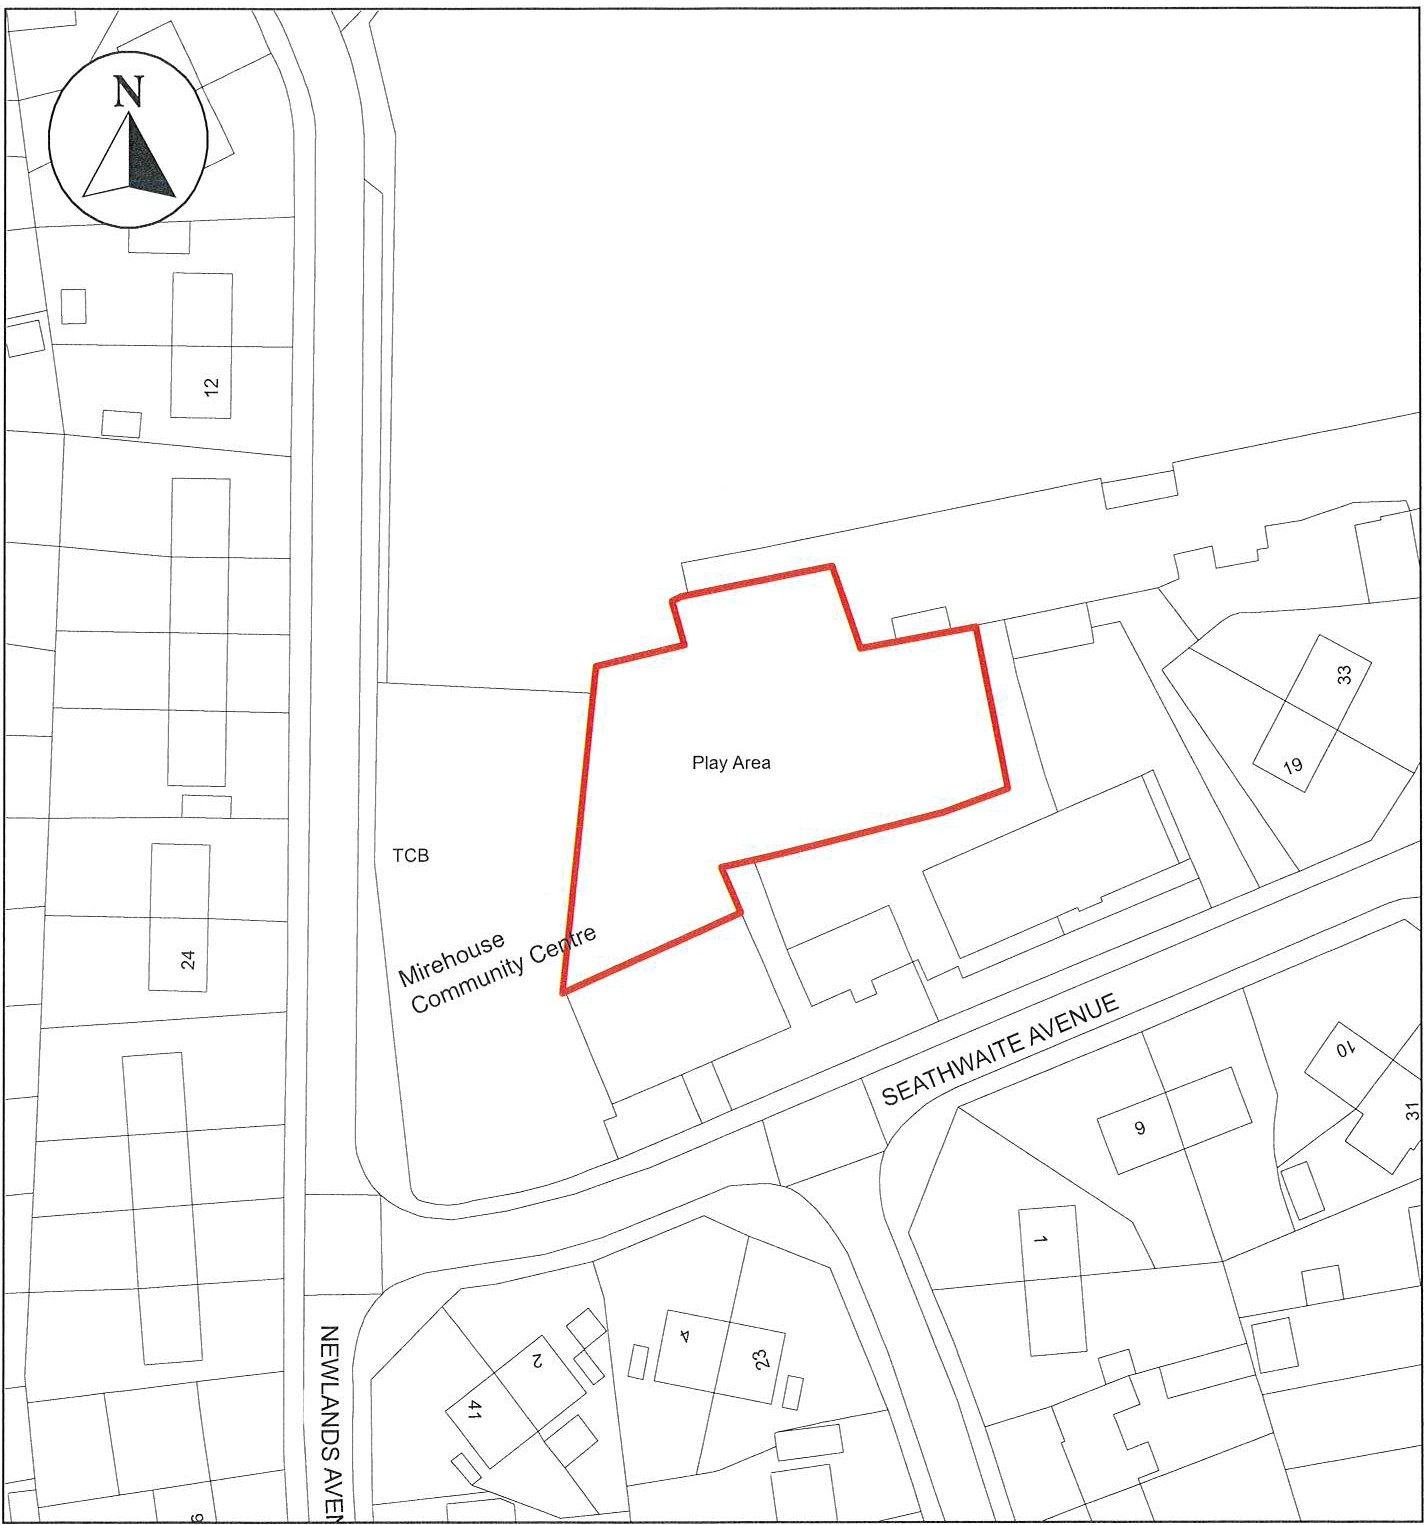 N
12
33
19
Play Area
TCB
Mirehouse
Community Centre
24
SEATHWAITE AVENUE
10
31
9
1
NEWLANDS AVEN
2
41
4
23